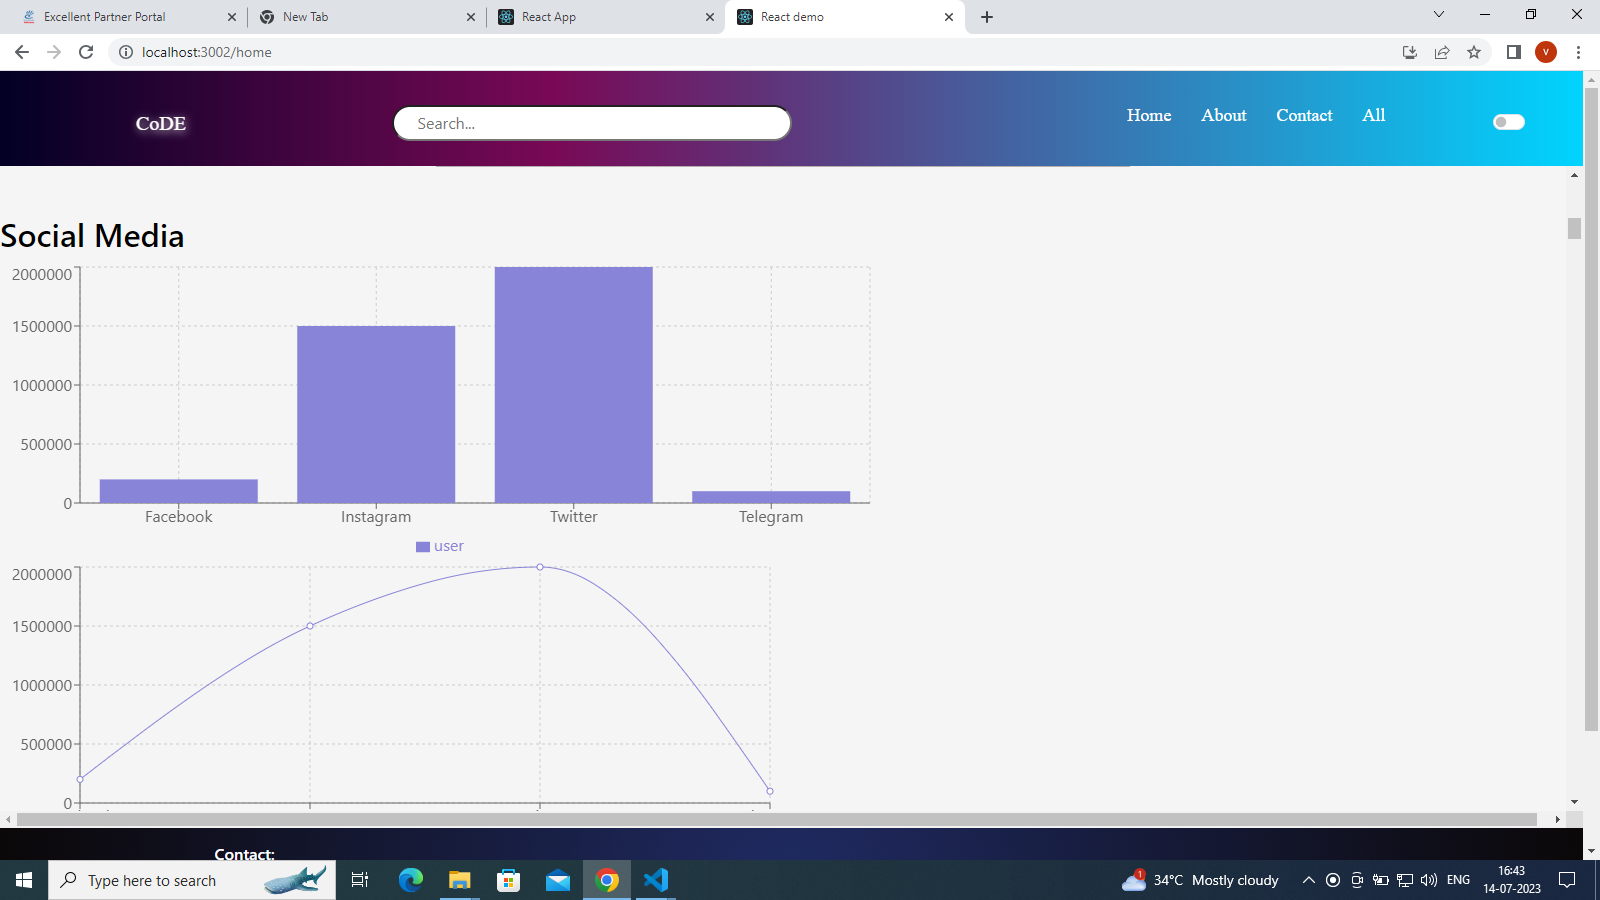 Excellent Partner Portal
New Tab
React App
React demo
localhost:3002/home
V
CoDE
Search...
Home
About
Contact
All
Social Media
2000000
1500000
1000000
500000
0
Facebook
Instagram
Twitter
Telegram
user
2000000
1500000
1000000
500000
0
Contact:
Type here to search
1
34°C Mostly cloudy
ENG
16:43
14-07-2023